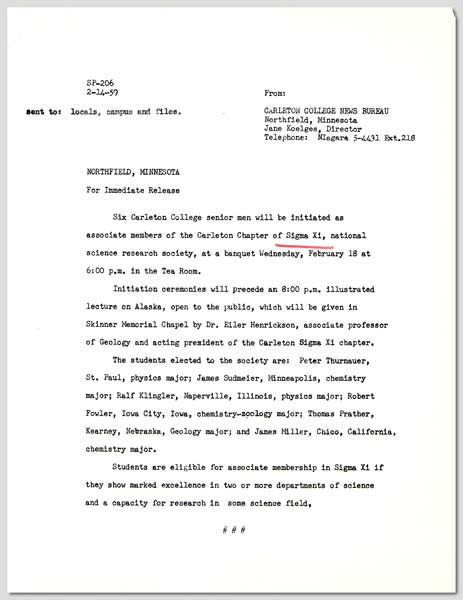 SP-206
2-14-59
From:
sent to: locals, campus and files.
CARLETON COLLEGE NEWS BUREAU
Northfield, Minnesota
Jane Koelges, Director
Telephone: NIagara 5-4431 Ext.218
NORTHFIELD, MINNESOTA
For Immediate Release
Six Carleton College senior men will be initiated as
associate members of the Carleton Chapter of Sigma Xi, national
science research society, at a banquet Wednesday, February 18 at
6:00 p.m. in the Tea Room.
Initiation ceremonies will precende an 8:00 p.m. illustrated
lecture on Alaska, open to the public, which will be given in
Skinner Memorial Chapel by Dr. Eiler Henrickson, associate professor
of Geology and acting president of the Carleton Sigma Xi chapter.
The students elected to the society are: Peter Thurnauer,
St. Paul, physics major; James Sudmeier, Minneapolis, chemistry
major; Ralf Klingler, Naperville, Illinois, physics major; Robert
Fowler, Iowa City, Iowa, chemistry-zoology major; Thomas Prather,
Kearney, Nebraska, Geology major; and James Miller, Chico, California,
chemistry major.
Students are eligible for associate membership in Sigma Xi if
they show marked excellence in two or more departments of science
and a capacity for research in some science field.
# # #